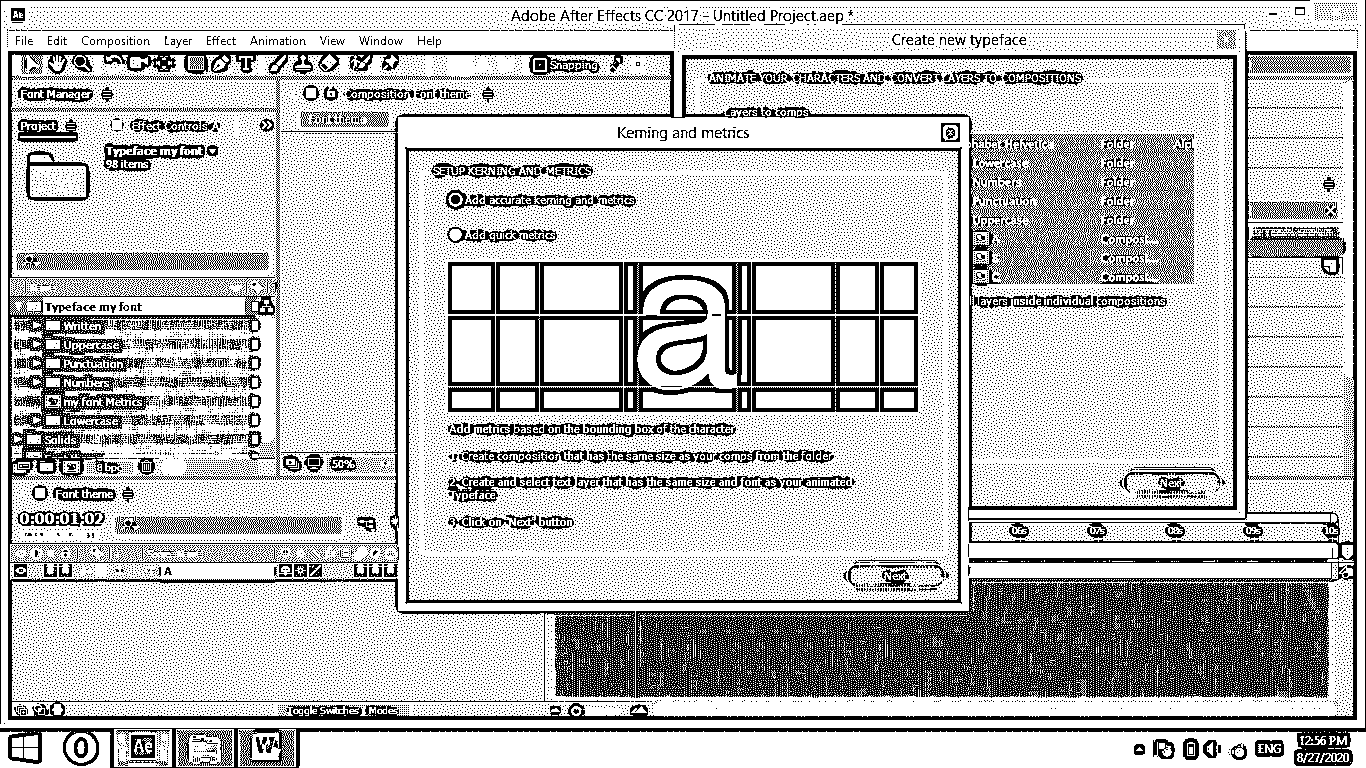 Adobe After Effects CC 2017 - Untitled Project.aep *
File Edit Composition Layer Effect Animation View Window Help
Create new typeface
Snapping
ANIMATE YOUR CHARACTERS AND CONVERT LAYERS TO COMPOSITIONS
Font Manager
Composition Font theme
Layers to comps
Font theme
Project
Effect Controls A
Kerning and metrics
Typeface my font
98 items
SETUP KERNING AND METRICS
Add accurate kerning and metrics
Add quick metrics
Folder
Lowercase Folder
Numbers Folder
Punctuation Folder
Uppercase Folder
Compos
Compos
Compos
layers inside individual compositions
a
Typeface my font
Written
Uppercase
Punctuation
Numbers
my font Metrics
Lowercase
Solids
8 bpc
50%
Add metrics based on the bounding box of the character
1. Create composition that has the same size as your comps from the folder
2. Create and select text layer that has the same size and font as your animated
Typeface
3. Click on "Next" button
Next
Next
Font theme
0:00:01:02
06s 07s 08s 09s 10s
A
Toggle Switches / Modes
Ae
W
ENG
12:56 PM
8/27/2020